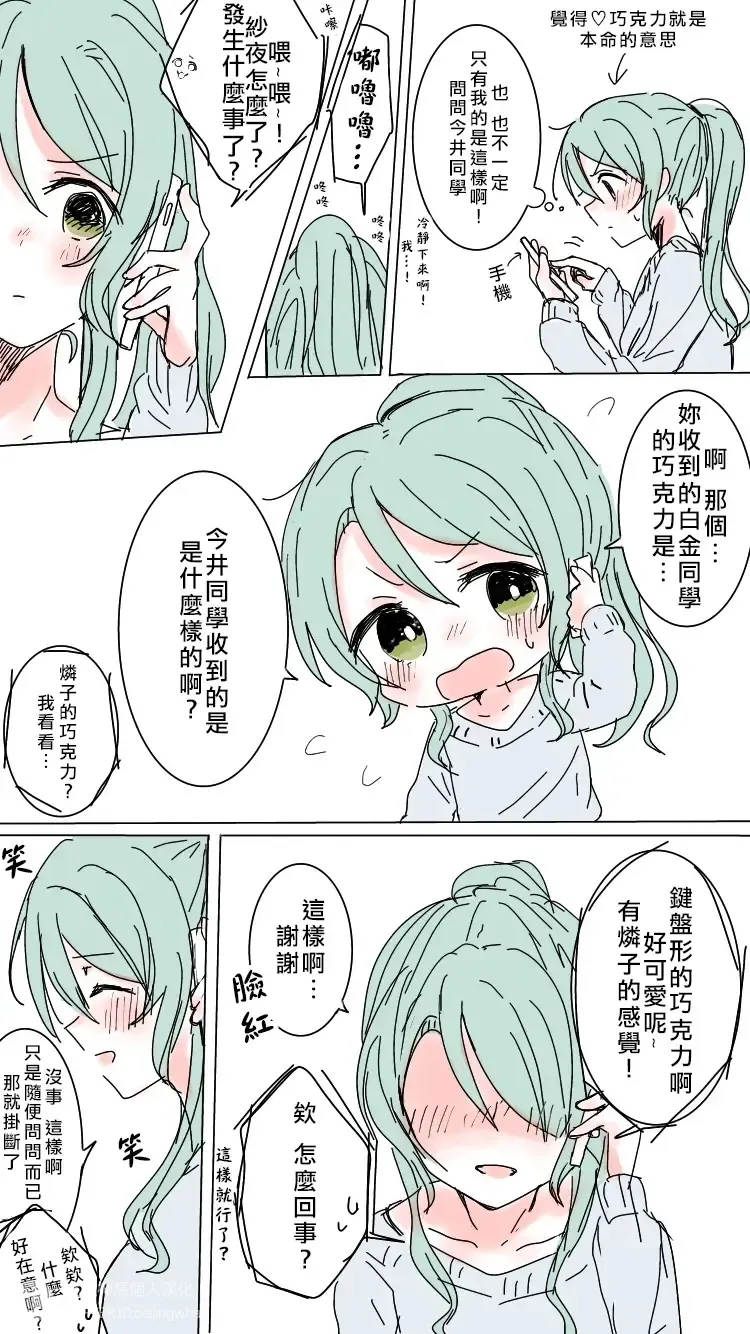 覺得♡巧克力就是
本命的意思
也 也不一定
只有我的是這樣啊!
問問今井同學
手機
冷靜下來啊!
我…!
嘟嚕嚕…
咚咚
咚咚
咔嚓
喂~喂~!
紗夜怎麼了?
發生什麼事了?
啊 那個…
妳收到的白金同學
的巧克力是…
今井同學收到的是
是什麼樣的啊?
燐子的巧克力?
我看看…
鍵盤形的巧克力啊
好可愛呢~
有燐子的感覺!
這樣啊…
謝謝
臉紅
欸 怎麼回事?
這樣就行了?
笑
沒事 這樣啊
只是隨便問問而已
那就掛斷了
笑
欸欸?
什麼
好在意啊?